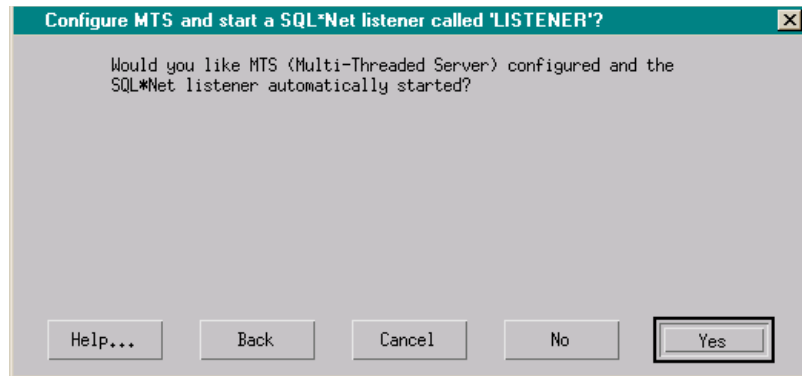 Configure MTS and start a SQL*Net listener called 'LISTENER'?
Would you like MTS (Multi-Threaded Server) configured and the
SQL*Net listener automatically started?
Help...
Back
Cancel
No
Yes